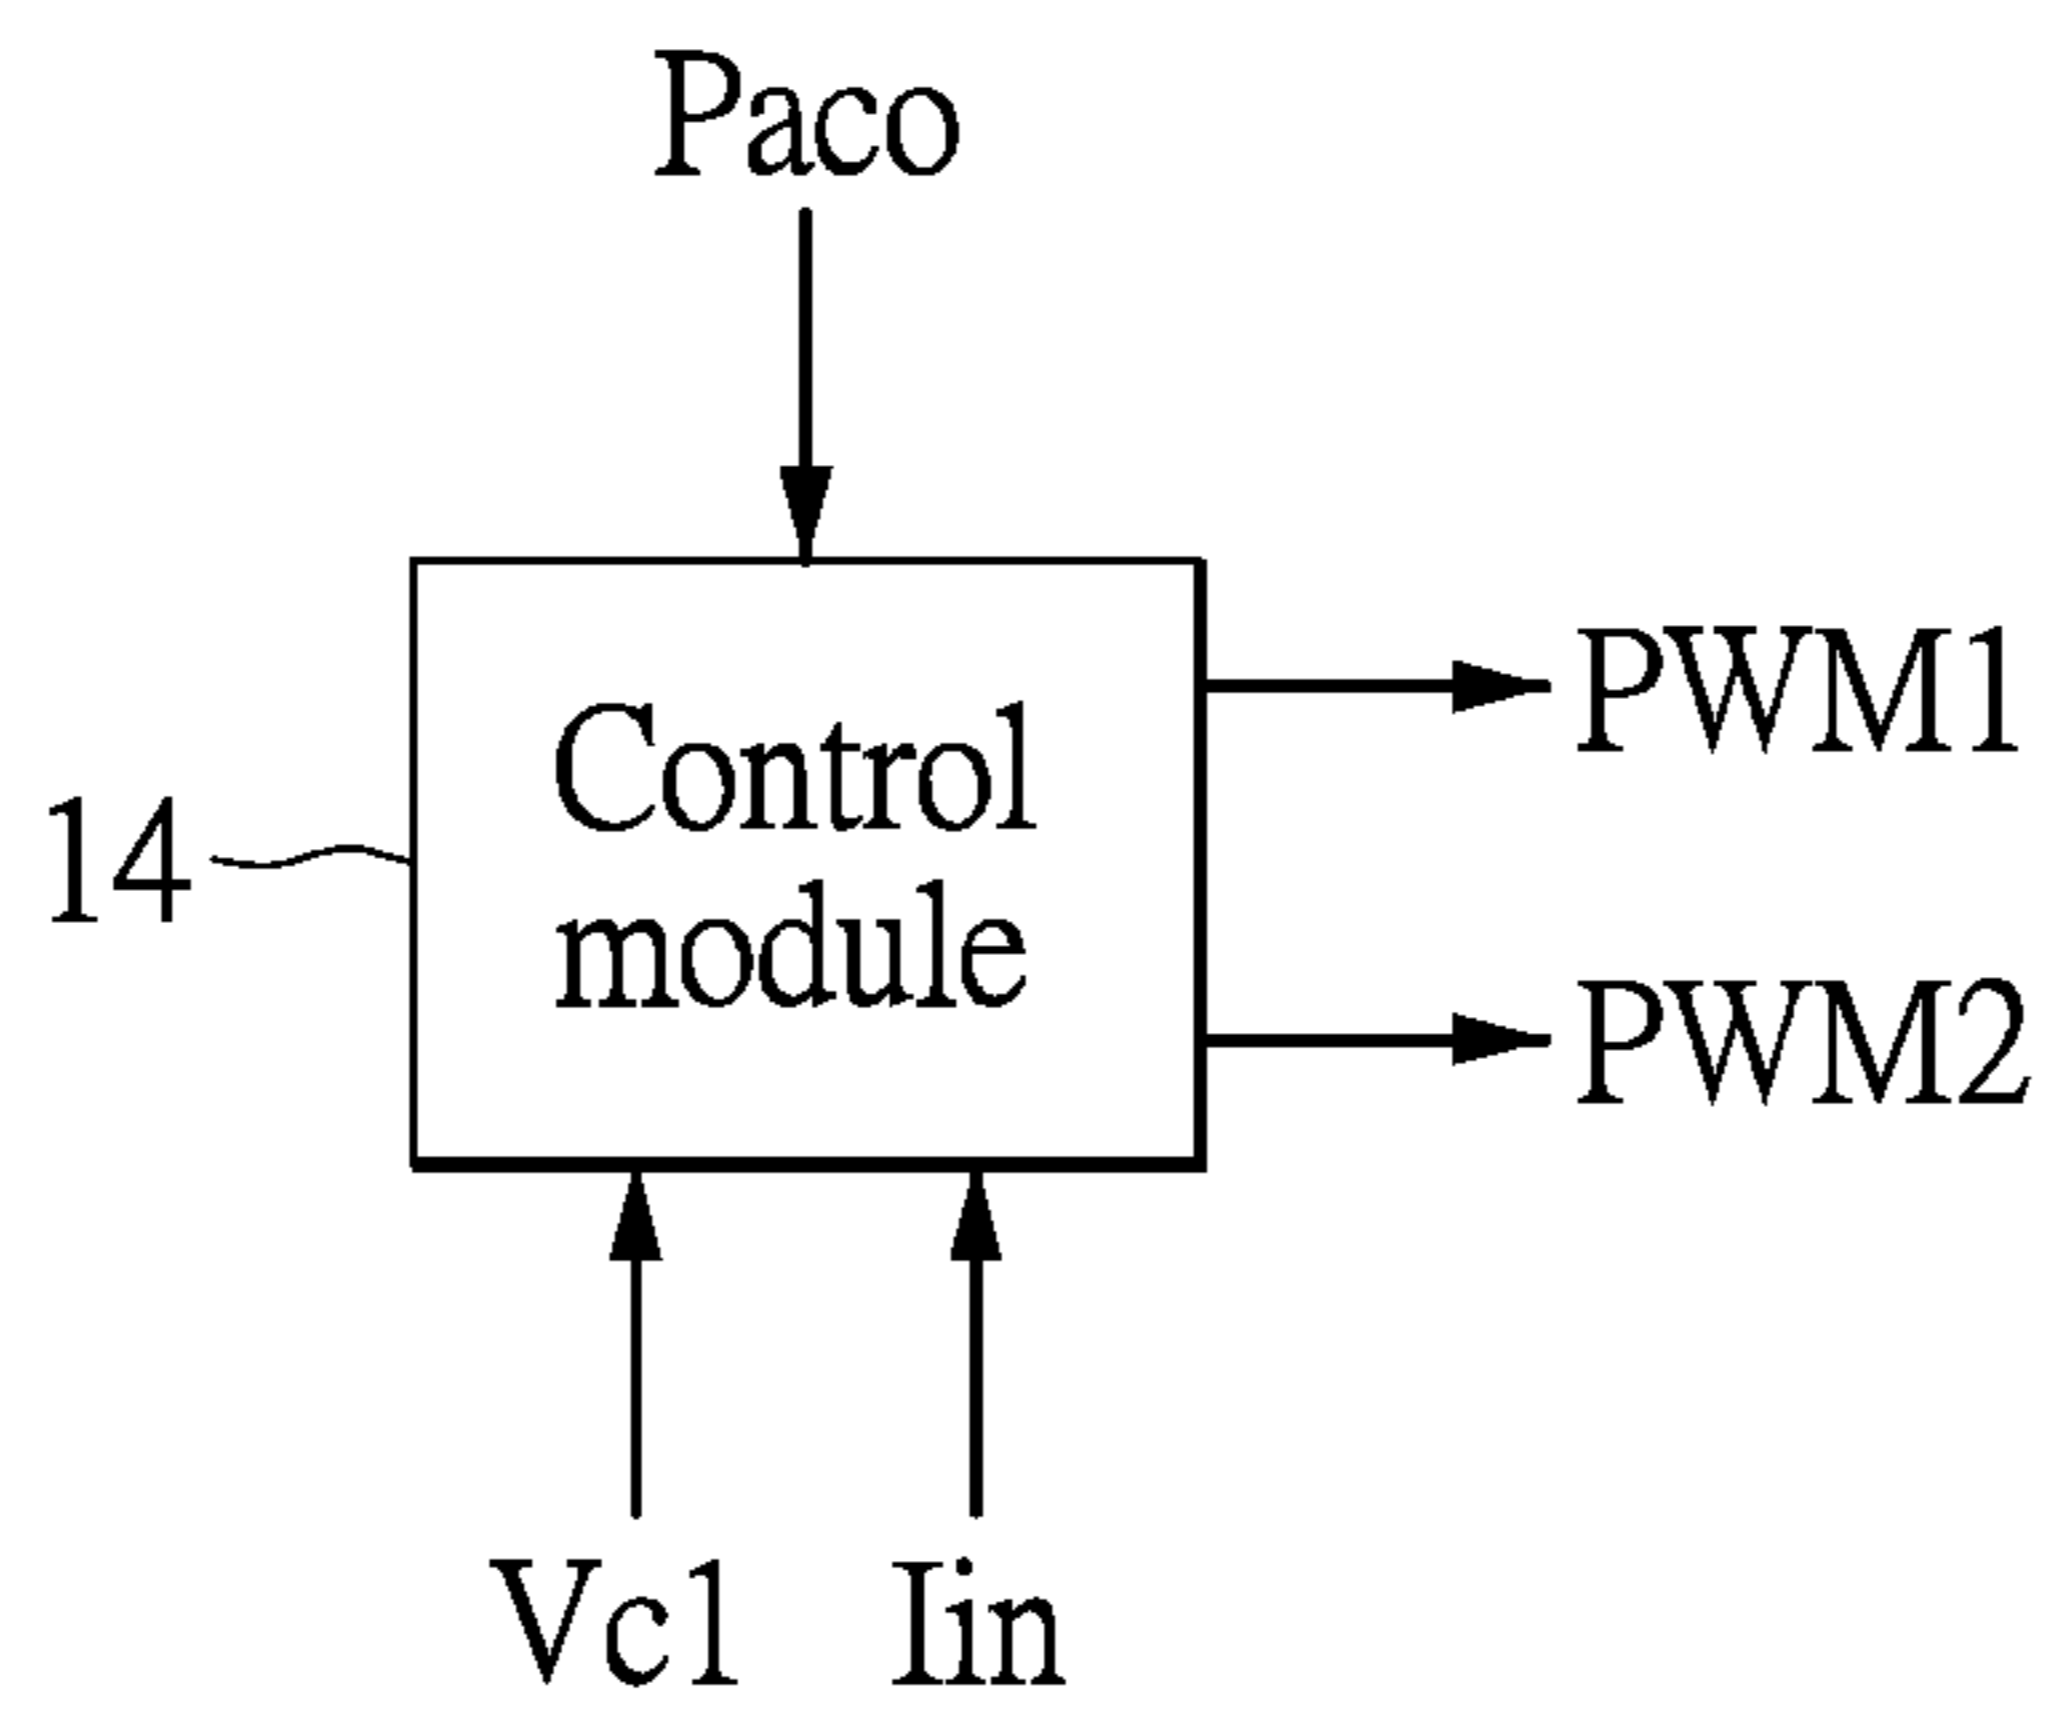 Paco
PWM1
Control
module
14
PWM2
Vc1
Iin